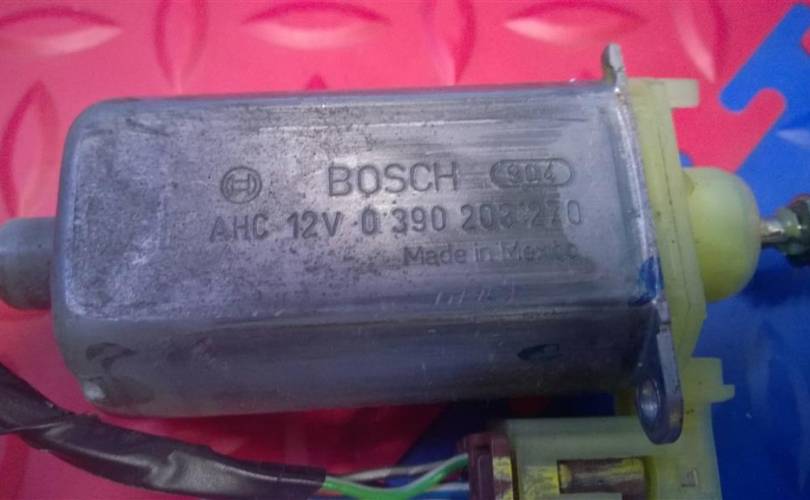 BOSCH 904
AHC 12V 0 390 203 270
Made in Mexico